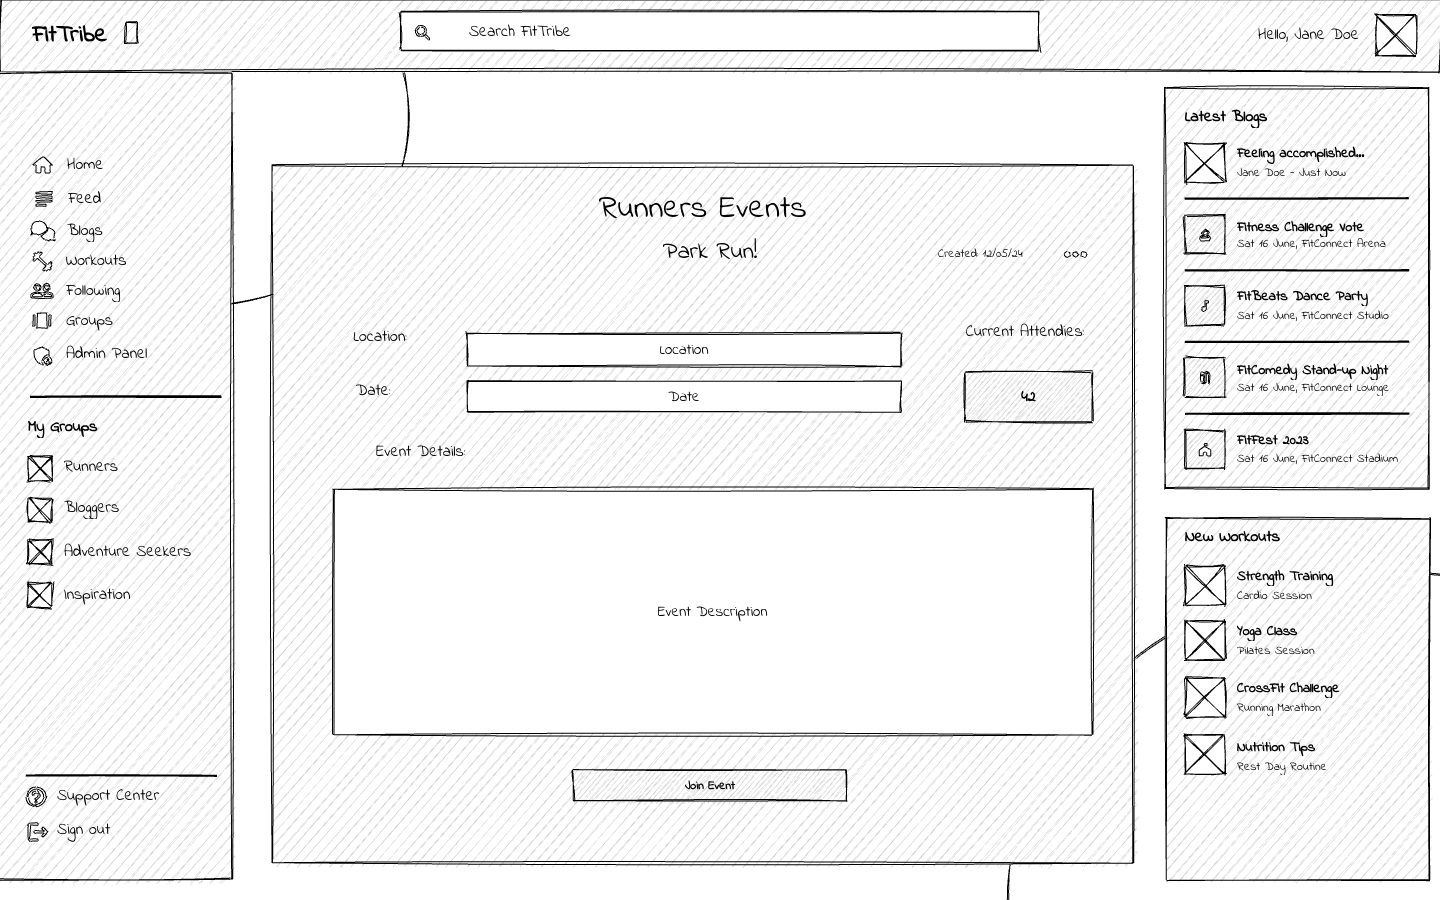 FitTribe
Search FitTribe
Hello, Jane Doe
Home
Feed
Blogs
Workouts
Following
Groups
Admin Panel
My Groups
Runners
Bloggers
Adventure Seekers
Inspiration
Support Center
Sign out
Runners Events
Park Run!
Created: 12/05/24
Location:
Location
Date:
Date
Current Attendies:
42
Event Details:
Event Description
Join Event
Latest Blogs
Feeling accomplished...
Jane Doe - Just Now
Fitness Challenge Vote
Sat 16 June, FitConnect Arena
FitBeats Dance Party
Sat 16 June, FitConnect Studio
FitComedy Stand-up Night
Sat 16 June, FitConnect Lounge
FitFest 2023
Sat 16 June, FitConnect Stadium
New Workouts
Strength Training
Cardio Session
Yoga Class
Pilates Session
CrossFit Challenge
Running Marathon
Nutrition Tips
Rest Day Routine